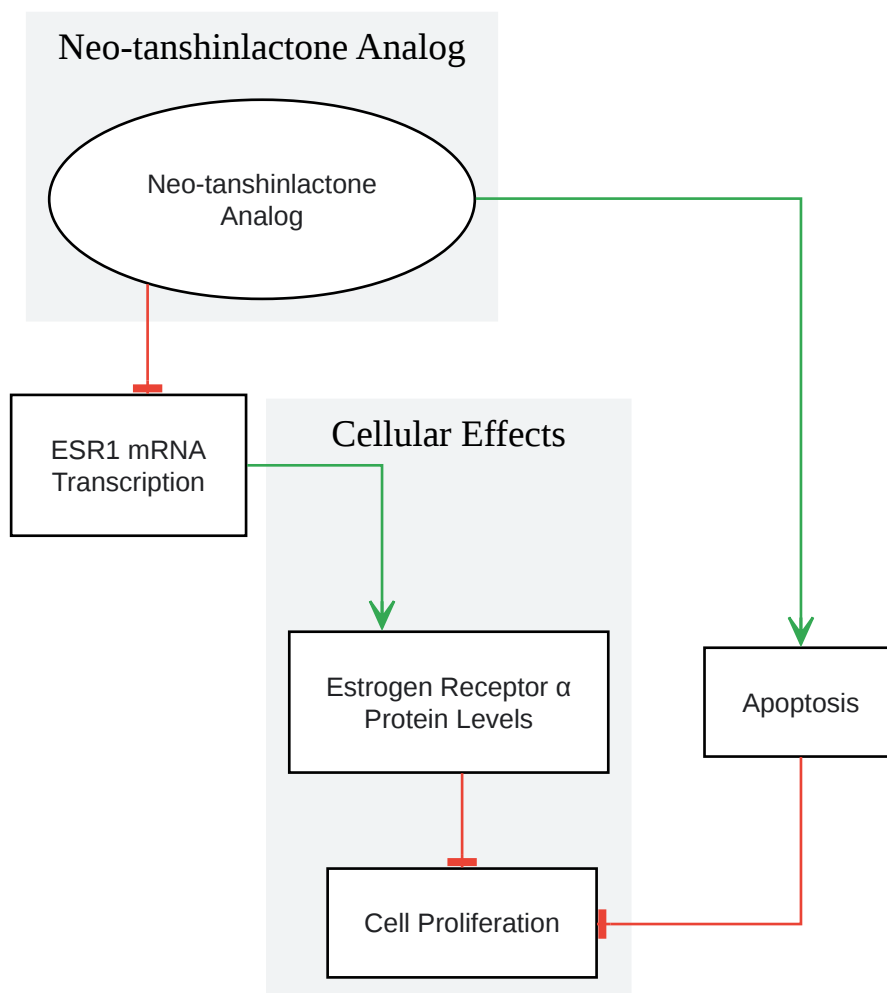 Neo-tanshinlactone Analog
Neo-tanshinlactone
Analog
ESR1 mRNA
Transcription
Cellular Effects
Estrogen Receptor α
Protein Levels
Apoptosis
Cell Proliferation